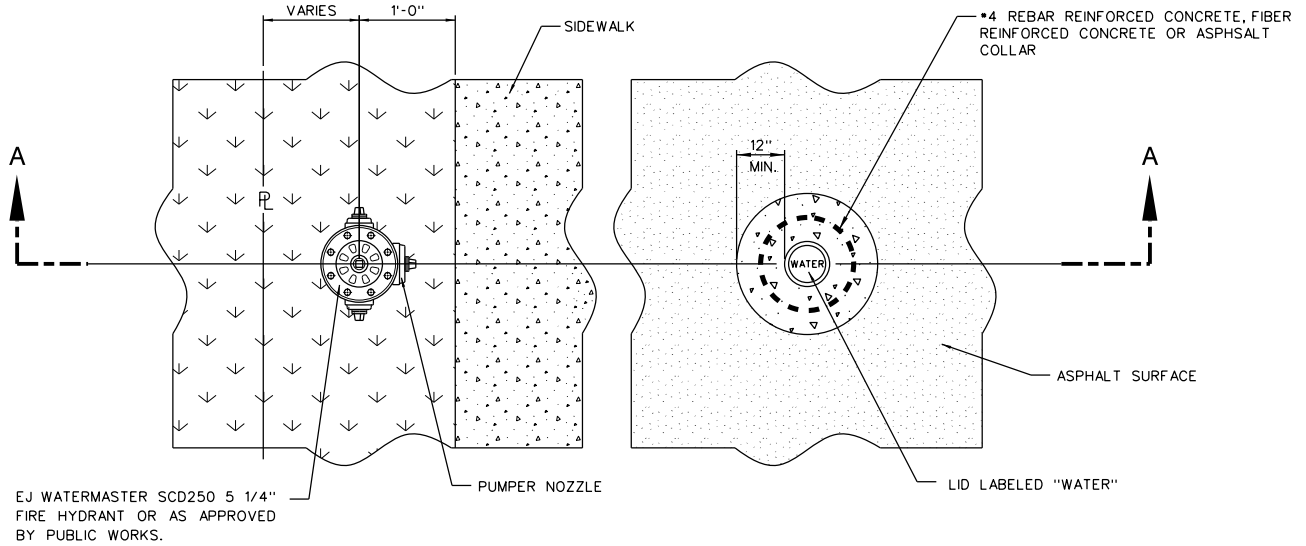 VARIES
1'-0"
SIDEWALK
*4 REBAR REINFORCED CONCRETE, FIBER
REINFORCED CONCRETE OR ASPHSALT
COLLAR
A
12"
MIN.
A
PL
WATER
ASPHALT SURFACE
EJ WATERMASTER SCD250 5 1/4"
FIRE HYDRANT OR AS APPROVED
BY PUBLIC WORKS.
PUMPER NOZZLE
LID LABELED "WATER"